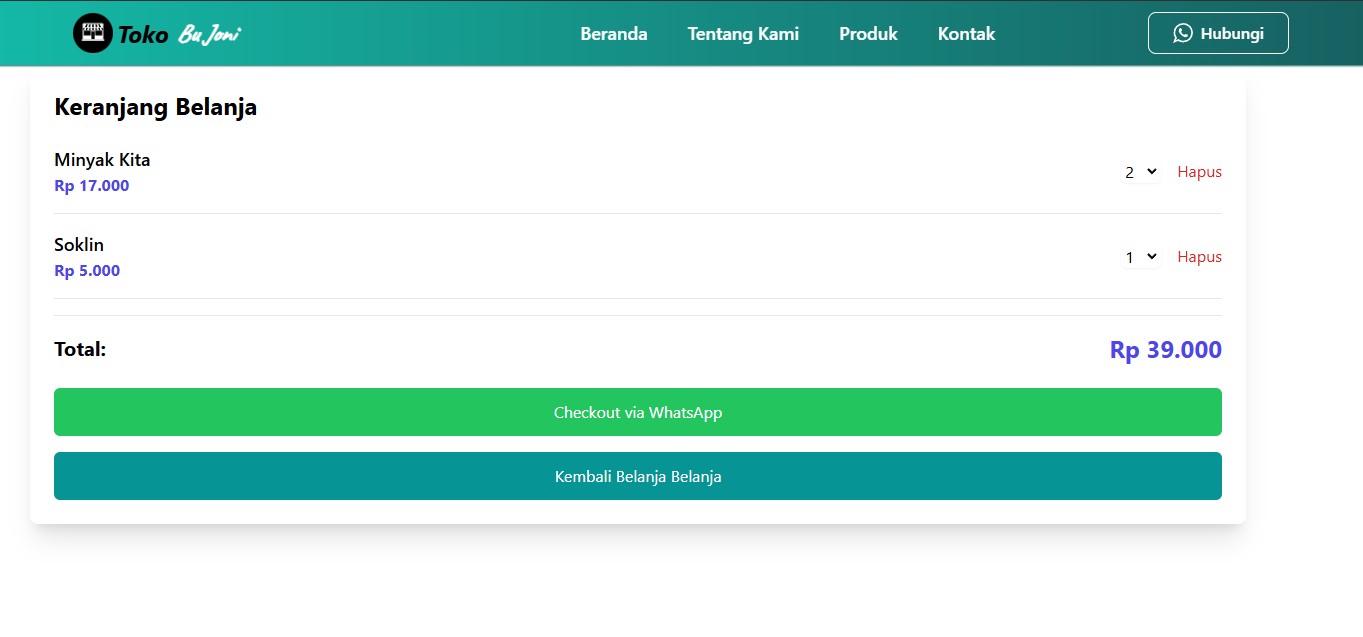 Toko Bu Joni
Beranda Tentang Kami Produk Kontak Hubungi
Keranjang Belanja
Minyak Kita
Rp 17.000
2 Hapus
Soklin
Rp 5.000
1 Hapus
Total: Rp 39.000
Checkout via WhatsApp
Kembali Belanja Belanja